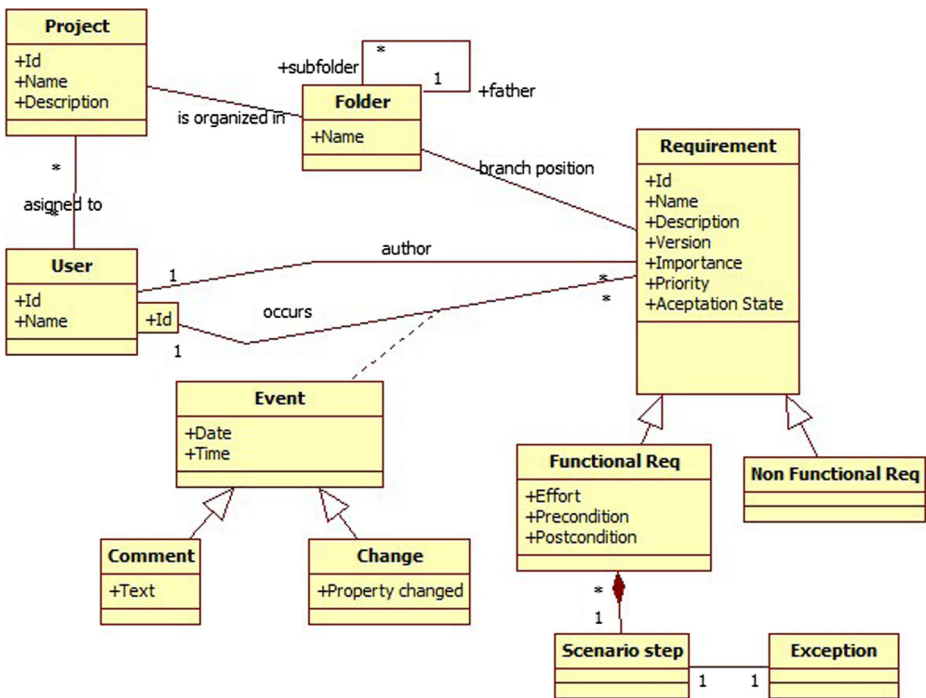 Project
+Id
+Name
+Description
*
+subfolder
1
+father
Folder
+Name
is organized in
branch position
*
asigned to
*
User
+Id
+Name
+Id
1
1
author
occurs
*
*
Requirement
+Id
+Name
+Description
+Version
+Importance
+Priority
+Aceptation State
Event
+Date
+Time
Comment
+Text
Change
+Property changed
Functional Req
+Effort
+Precondition
+Postcondition
Non Functional Req
*
1
Scenario step
1
1
Exception